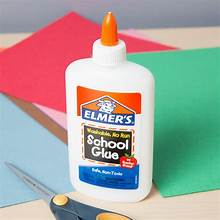 ELMER'S
Washable, No Run
School
Glue
Safe, Non-Toxic